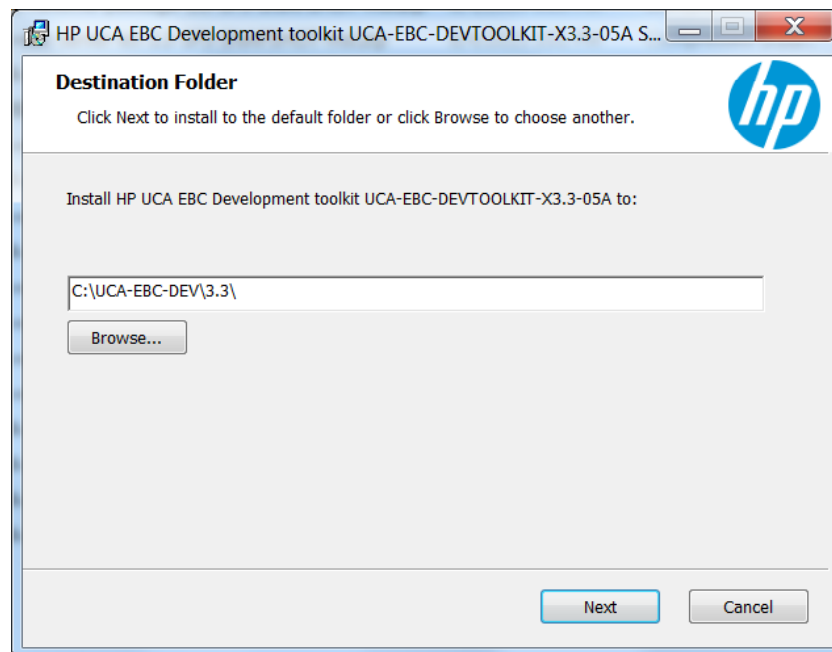 HP UCA EBC Development toolkit UCA-EBC-DEVTOOLKIT-X3.3-05A S...
Destination Folder
Click Next to install to the default folder or click Browse to choose another.
hp
Install HP UCA EBC Development toolkit UCA-EBC-DEVTOOLKIT-X3.3-05A to:
C:\UCA-EBC-DEV\3.3\
Browse...
Next
Cancel